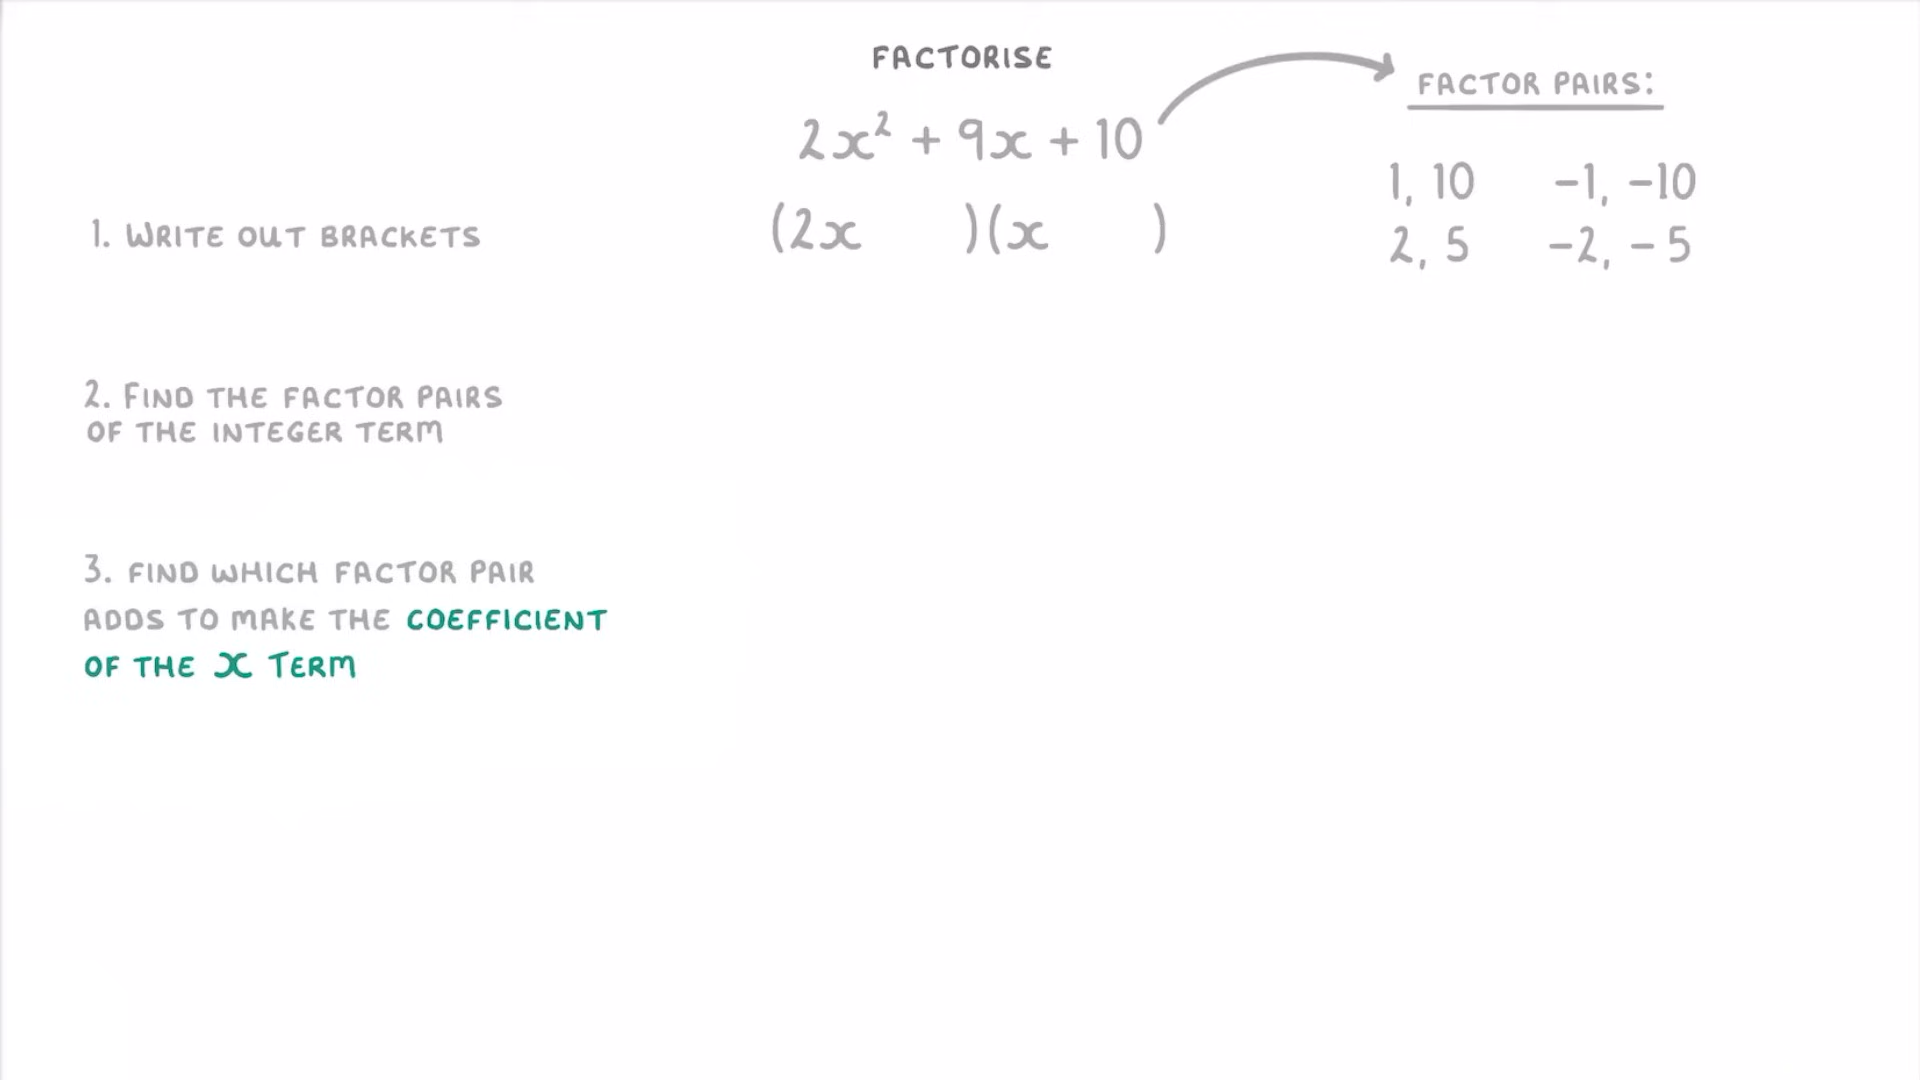 FACTORISE
2x² + 9x + 10
(2x )(x )
FACTOR PAIRS:
1, 10 -1, -10
2, 5 -2, -5
1. WRITE OUT BRACKETS
2. FIND THE FACTOR PAIRS
OF THE INTEGER TERM
3. FIND WHICH FACTOR PAIR
ADDS TO MAKE THE COEFFICIENT
OF THE x TERM